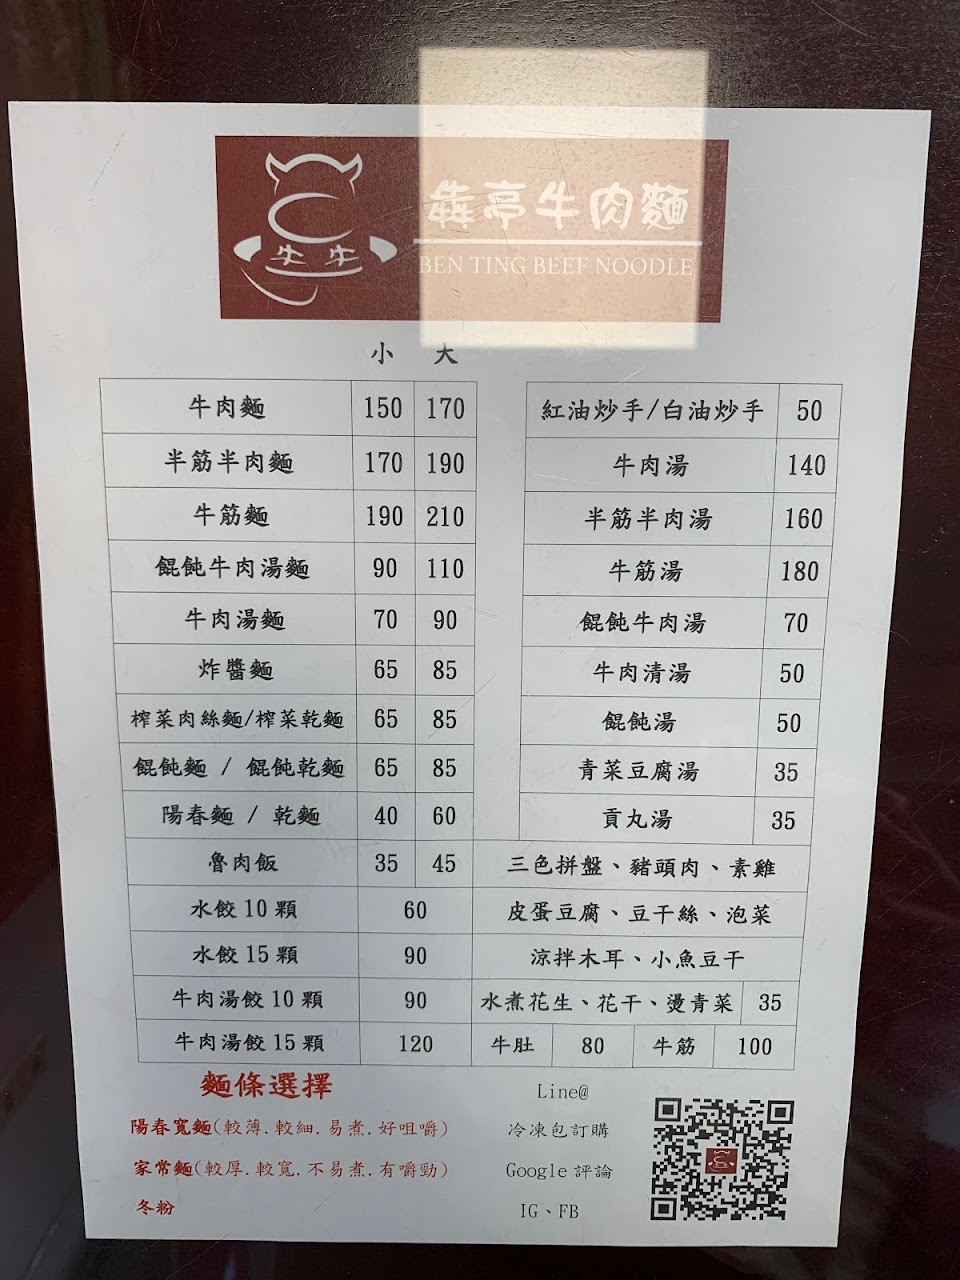 牛 牛
犇亭牛肉麵
BEN TING BEEF NOODLE
小 大
牛肉麵 150 170
半筋半肉麵 170 190
牛筋麵 190 210
餛飩牛肉湯麵 90 110
牛肉湯麵 70 90
炸醬麵 65 85
榨菜肉絲麵/榨菜乾麵 65 85
餛飩麵 / 餛飩乾麵 65 85
陽春麵 / 乾麵 40 60
魯肉飯 35 45
水餃10顆 60
水餃15顆 90
牛肉湯餃10顆 90
牛肉湯餃15顆 120
紅油炒手/白油炒手 50
牛肉湯 140
半筋半肉湯 160
牛筋湯 180
餛飩牛肉湯 70
牛肉清湯 50
餛飩湯 50
青菜豆腐湯 35
貢丸湯 35
三色拼盤、豬頭肉、素雞
皮蛋豆腐、豆干絲、泡菜
涼拌木耳、小魚豆干
水煮花生、花干、燙青菜 35
牛肚 80 牛筋 100
麵條選擇
陽春寬麵(較薄.較細.易煮.好咀嚼)
家常麵(較厚.較寬.不易煮.有嚼勁)
冬粉
Line@
冷凍包訂購
Google 評論
IG、FB